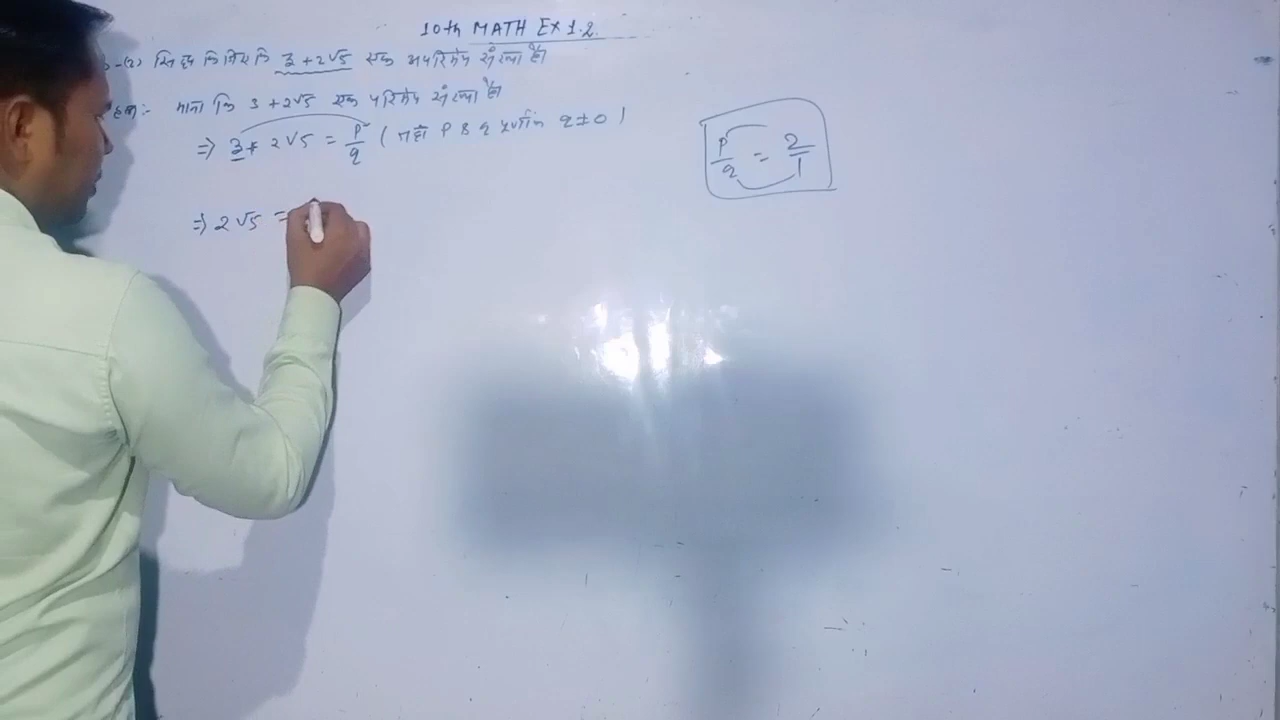 10th MATH EX 1.2
-(2) सिद्ध किजिए कि 3 + 2√5 एक अपरिमेय संख्या है।
हल:- माना कि 3 + 2√5 एक परिमेय संख्या है
⇒ 3 + 2√5 = P/q ( जहाँ P & q पूर्णांक q ≠ 0 )
P/q = 2/1
⇒ 2√5 =